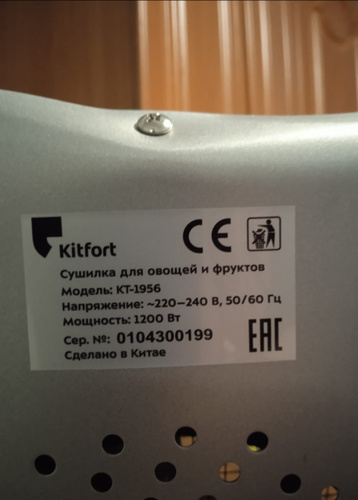 Kitfort
CE
Сушилка для овощей и фруктов
Модель: КТ-1956
Напряжение: ~220–240 В, 50/60 Гц
Мощность: 1200 Вт
Сер. №: 0104300199
Сделано в Китае
EAC